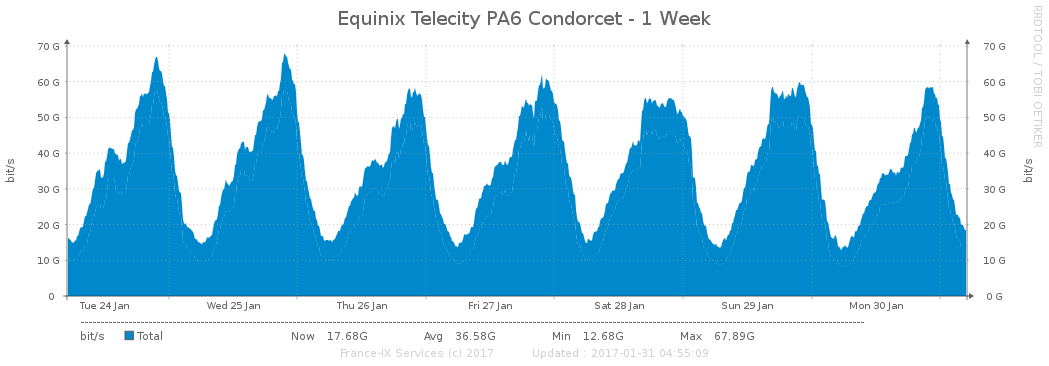 Equinix Telecity PA6 Condorcet - 1 Week
RRDTOOL / TOBI OETIKER
bit/s
bit/s
70 G
60 G
50 G
40 G
30 G
20 G
10 G
0
70 G
60 G
50 G
40 G
30 G
20 G
10 G
0 G
Tue 24 Jan Wed 25 Jan Thu 26 Jan Fri 27 Jan Sat 28 Jan Sun 29 Jan Mon 30 Jan
bit/s Total Now 17.68G Avg 36.58G Min 12.68G Max 67.89G
France-IX Services (c) 2017 Updated : 2017-01-31 04:55:09